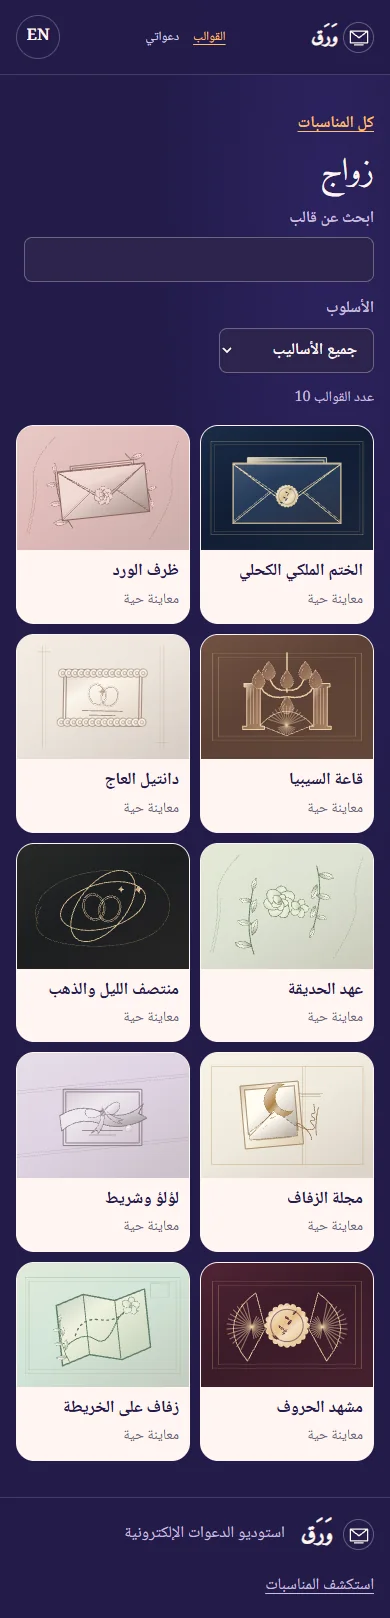 وَرَق
القوالب
دعواتي
EN
كل المناسبات
زواج
ابحث عن قالب
الأسلوب
جميع الأساليب
عدد القوالب 10
الختم الملكي الكحلي
معاينة حية
ظرف الورد
معاينة حية
قاعة السيبيا
معاينة حية
دانتيل العاج
معاينة حية
عهد الحديقة
معاينة حية
منتصف الليل والذهب
معاينة حية
مجلة الزفاف
معاينة حية
لؤلؤ وشريط
معاينة حية
مشهد الحروف
معاينة حية
زفاف على الخريطة
معاينة حية
وَرَق
استوديو الدعوات الإلكترونية
استكشف المناسبات